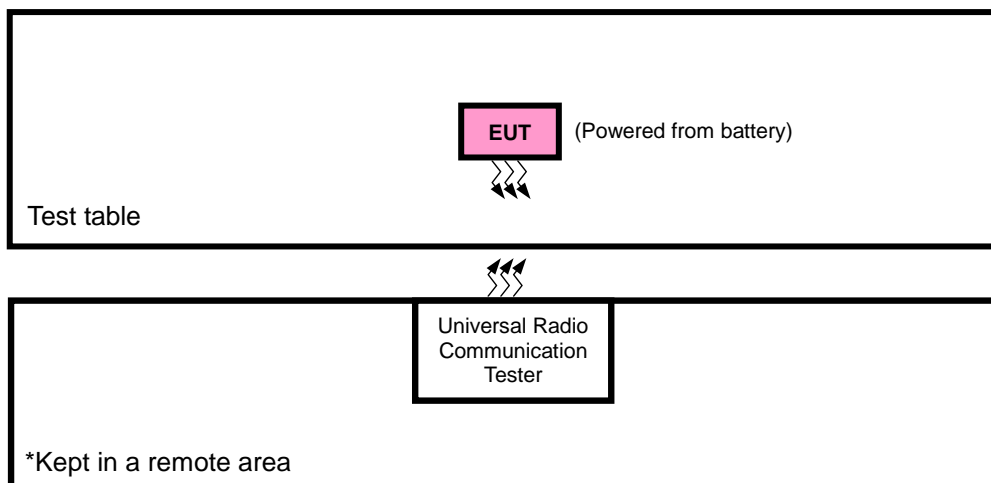 EUT
(Powered from battery)
Test table
Universal Radio
Communication
Tester
*Kept in a remote area